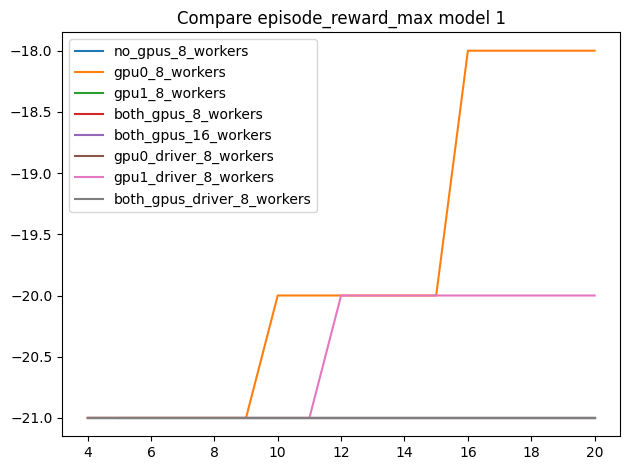 Compare episode_reward_max model 1
−18.0
−18.5
−19.0
−19.5
−20.0
−20.5
−21.0
no_gpus_8_workers
gpu0_8_workers
gpu1_8_workers
both_gpus_8_workers
both_gpus_16_workers
gpu0_driver_8_workers
gpu1_driver_8_workers
both_gpus_driver_8_workers
4 6 8 10 12 14 16 18 20